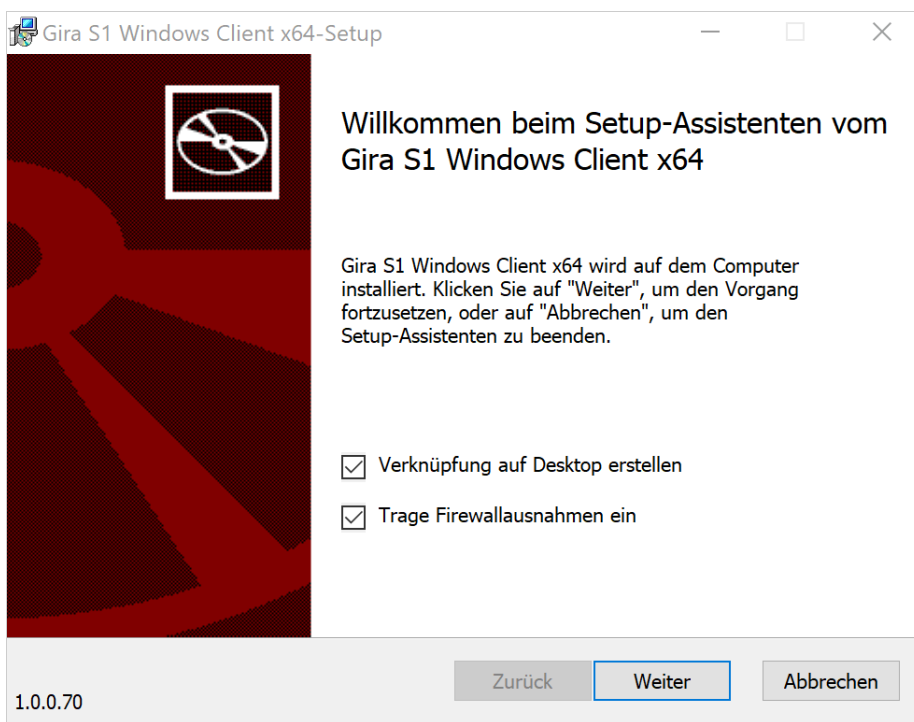 Gira S1 Windows Client x64-Setup
Willkommen beim Setup-Assistenten vom
Gira S1 Windows Client x64
Gira S1 Windows Client x64 wird auf dem Computer
installiert. Klicken Sie auf "Weiter", um den Vorgang
fortzusetzen, oder auf "Abbrechen", um den
Setup-Assistenten zu beenden.
Verknüpfung auf Desktop erstellen
Trage Firewallausnahmen ein
Zurück Weiter Abbrechen
1.0.0.70